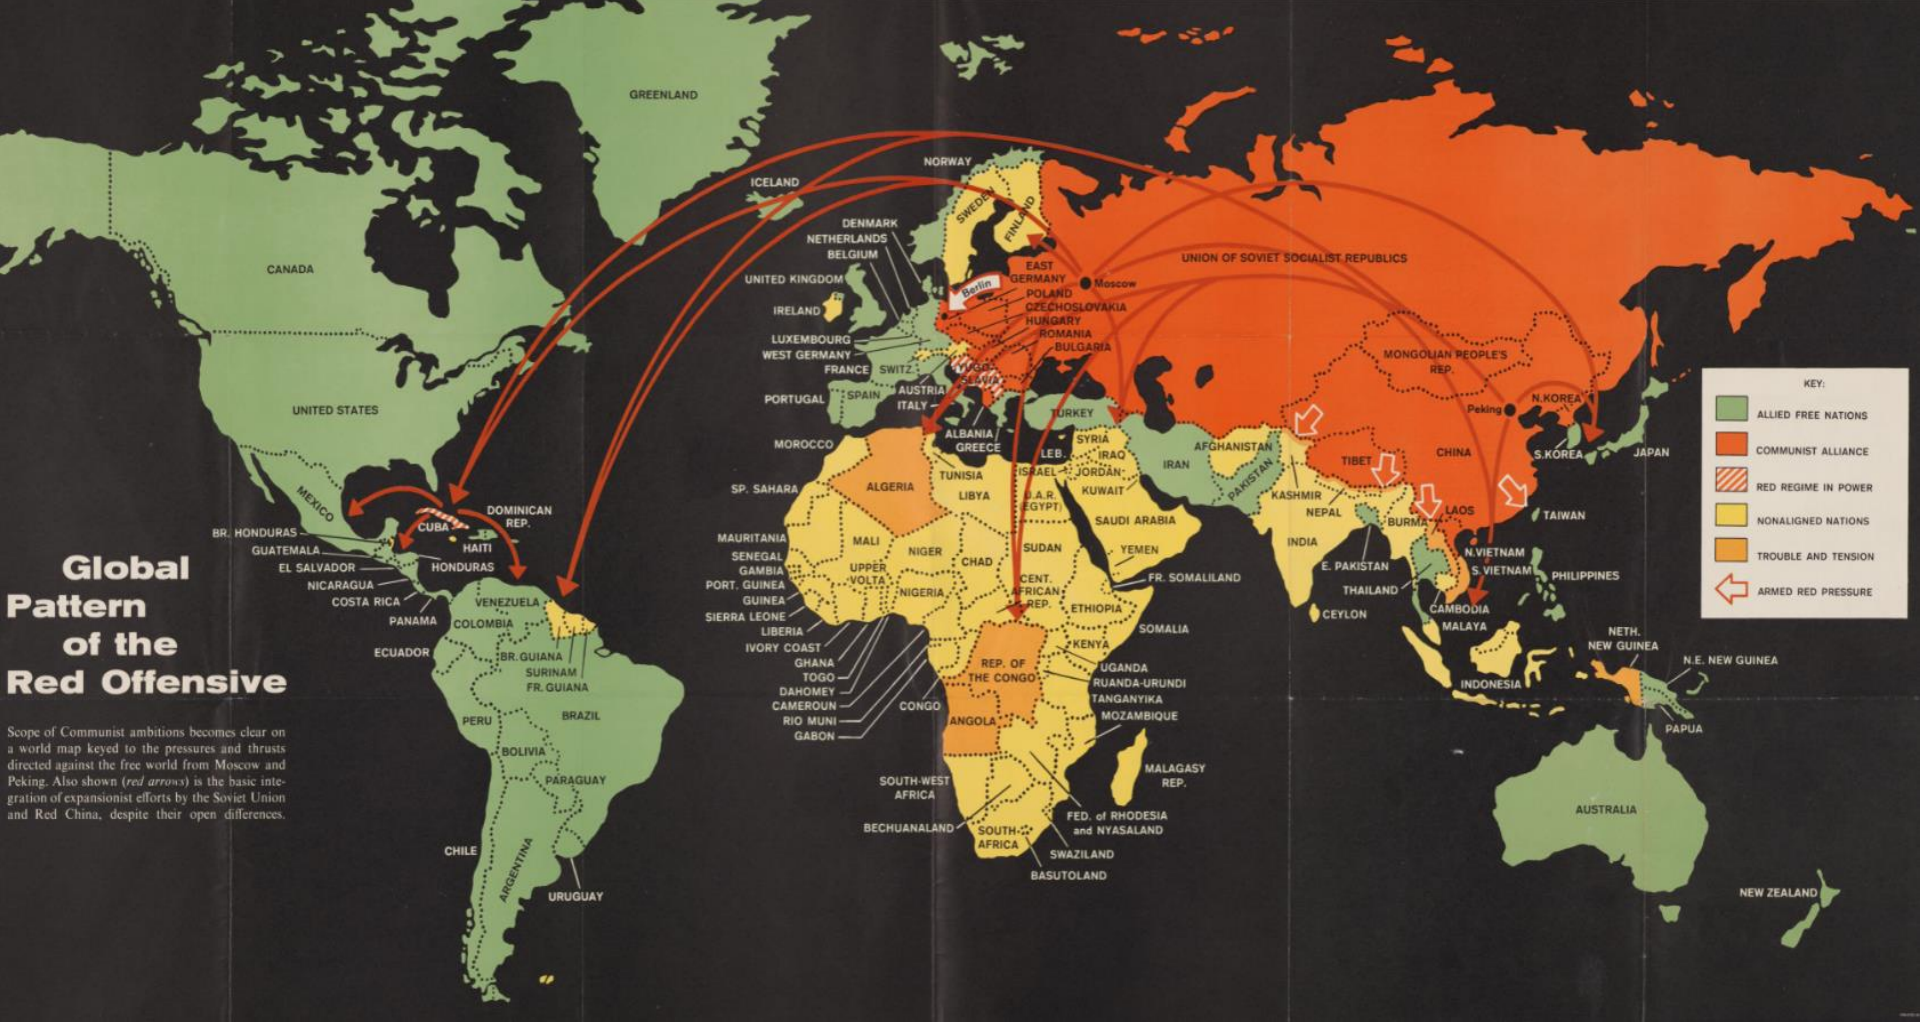 GREENLAND
NORWAY
ICELAND
SWEDEN
FINLAND
DENMARK
NETHERLANDS
BELGIUM
CANADA
UNION OF SOVIET SOCIALIST REPUBLICS
EAST
GERMANY
UNITED KINGDOM
Moscow
Berlin
POLAND
CZECHOSLOVAKIA
IRELAND
HUNGARY
ROMANIA
LUXEMBOURG
BULGARIA
WEST GERMANY
MONGOLIAN PEOPLE'S
REP.
FRANCE
SWITZ.
YUGO-
SLAVIA
AUSTRIA
SPAIN
PORTUGAL
ITALY
UNITED STATES
TURKEY
Peking
N.KOREA
ALBANIA
GREECE
MOROCCO
SYRIA
LEB.
IRAQ
AFGHANISTAN
CHINA
S.KOREA
JAPAN
TIBET
IRAN
PAKISTAN
ISRAEL
JORDAN
TUNISIA
ALGERIA
SP. SAHARA
LIBYA
U.A.R.
(EGYPT)
KUWAIT
KASHMIR
NEPAL
MEXICO
DOMINICAN
REP.
CUBA
LAOS
TAIWAN
BURMA
SAUDI ARABIA
BR. HONDURAS
MAURITANIA
MALI
NIGER
SUDAN
YEMEN
INDIA
GUATEMALA
HAITI
N.VIETNAM
SENEGAL
CHAD
EL SALVADOR
HONDURAS
GAMBIA
UPPER
VOLTA
E. PAKISTAN
S. VIETNAM
PHILIPPINES
NICARAGUA
PORT. GUINEA
CENT.
AFRICAN
REP.
FR. SOMALILAND
THAILAND
COSTA RICA
VENEZUELA
GUINEA
NIGERIA
ETHIOPIA
CEYLON
CAMBODIA
PANAMA
COLOMBIA
SIERRA LEONE
SOMALIA
MALAYA
LIBERIA
IVORY COAST
KENYA
NETH.
NEW GUINEA
ECUADOR
BR. GUIANA
GHANA
REP. OF
THE CONGO
UGANDA
N.E. NEW GUINEA
SURINAM
TOGO
RUANDA-URUNDI
INDONESIA
FR. GUIANA
DAHOMEY
TANGANYIKA
CAMEROUN
CONGO
PERU
BRAZIL
RIO MUNI
ANGOLA
MOZAMBIQUE
GABON
PAPUA
BOLIVIA
MALAGASY
REP.
PARAGUAY
SOUTH-WEST
AFRICA
AUSTRALIA
FED. of RHODESIA
and NYASALAND
BECHUANALAND
SOUTH-
AFRICA
CHILE
SWAZILAND
ARGENTINA
BASUTOLAND
URUGUAY
NEW ZEALAND
KEY:
ALLIED FREE NATIONS
COMMUNIST ALLIANCE
RED REGIME IN POWER
NONALIGNED NATIONS
TROUBLE AND TENSION
ARMED RED PRESSURE
Global
Pattern
of the
Red Offensive
Scope of Communist ambitions becomes clear on
a world map keyed to the pressures and thrusts
directed against the free world from Moscow and
Peking. Also shown (red arrows) is the basic inte-
gration of expansionist efforts by the Soviet Union
and Red China, despite their open differences.